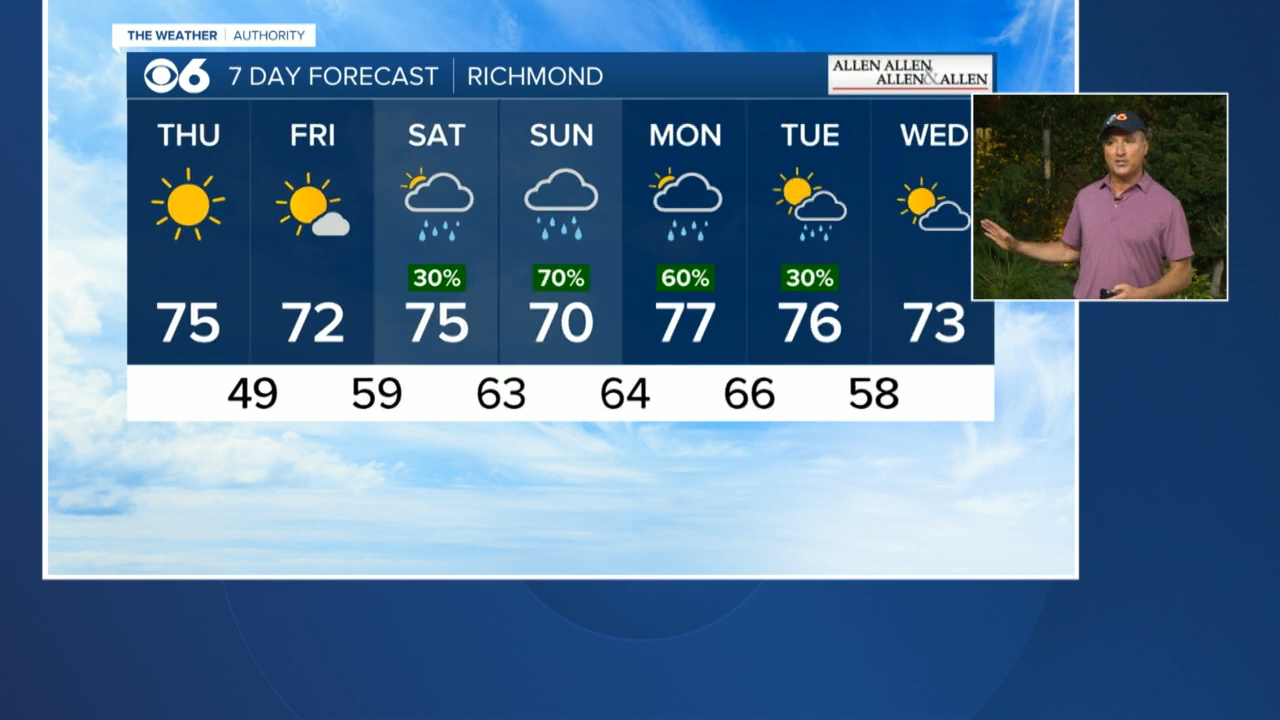 THE WEATHER AUTHORITY
6 7 DAY FORECAST RICHMOND
ALLEN ALLEN
ALLEN & ALLEN
THU FRI SAT SUN MON TUE WED
30% 70% 60% 30%
75 72 75 70 77 76 73
49 59 63 64 66 58
6